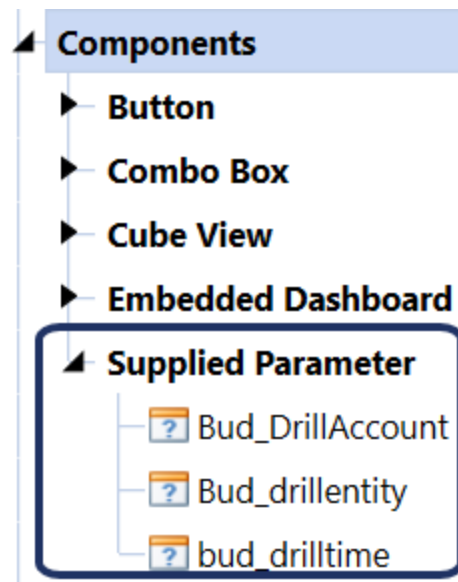 Components
Button
Combo Box
Cube View
Embedded Dashboard
Supplied Parameter
Bud_DrillAccount
Bud_drillentity
bud_drilltime